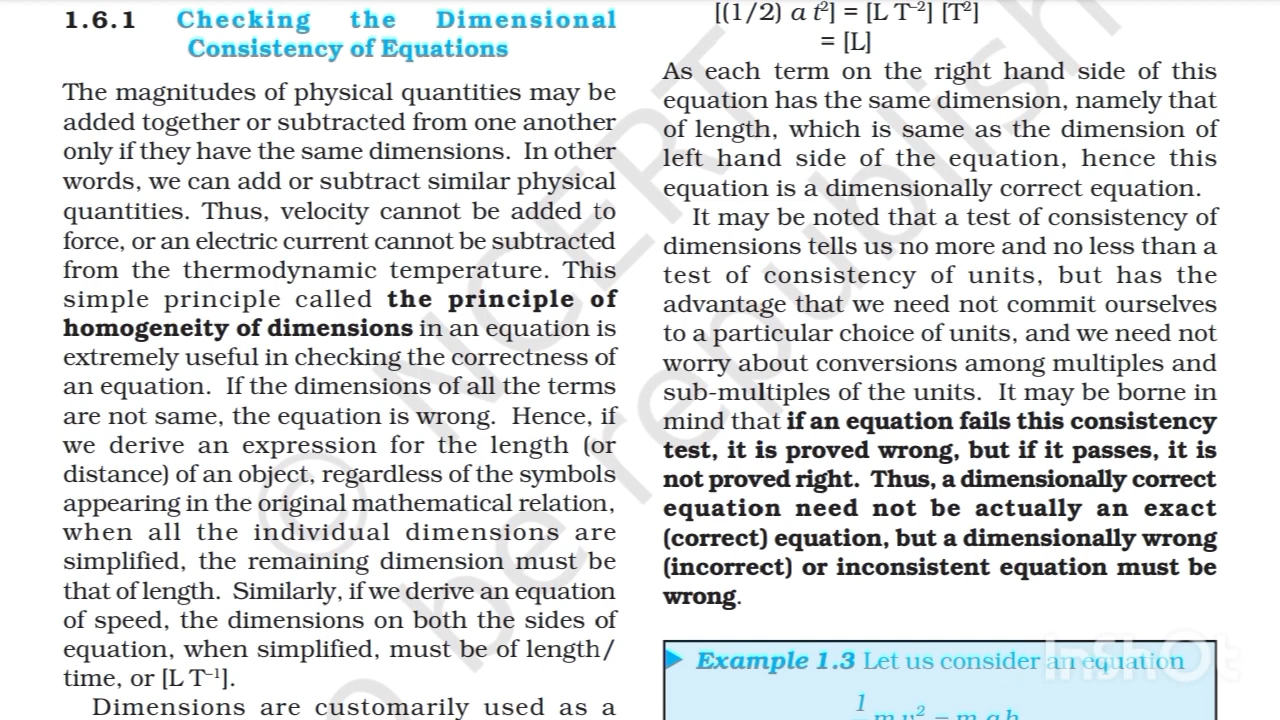 1.6.1 Checking the Dimensional
Consistency of Equations
The magnitudes of physical quantities may be
added together or subtracted from one another
only if they have the same dimensions. In other
words, we can add or subtract similar physical
quantities. Thus, velocity cannot be added to
force, or an electric current cannot be subtracted
from the thermodynamic temperature. This
simple principle called the principle of
homogeneity of dimensions in an equation is
extremely useful in checking the correctness of
an equation. If the dimensions of all the terms
are not same, the equation is wrong. Hence, if
we derive an expression for the length (or
distance) of an object, regardless of the symbols
appearing in the original mathematical relation,
when all the individual dimensions are
simplified, the remaining dimension must be
that of length. Similarly, if we derive an equation
of speed, the dimensions on both the sides of
equation, when simplified, must be of length/
time, or [L T⁻¹].
Dimensions are customarily used as a
[(1/2) a t²] = [L T⁻²] [T²]
= [L]
As each term on the right hand side of this
equation has the same dimension, namely that
of length, which is same as the dimension of
left hand side of the equation, hence this
equation is a dimensionally correct equation.
It may be noted that a test of consistency of
dimensions tells us no more and no less than a
test of consistency of units, but has the
advantage that we need not commit ourselves
to a particular choice of units, and we need not
worry about conversions among multiples and
sub-multiples of the units. It may be borne in
mind that if an equation fails this consistency
test, it is proved wrong, but if it passes, it is
not proved right. Thus, a dimensionally correct
equation need not be actually an exact
(correct) equation, but a dimensionally wrong
(incorrect) or inconsistent equation must be
wrong.
Example 1.3 Let us consider an equation
1
m v² = m g h
© NCERT
be republish
InShOt